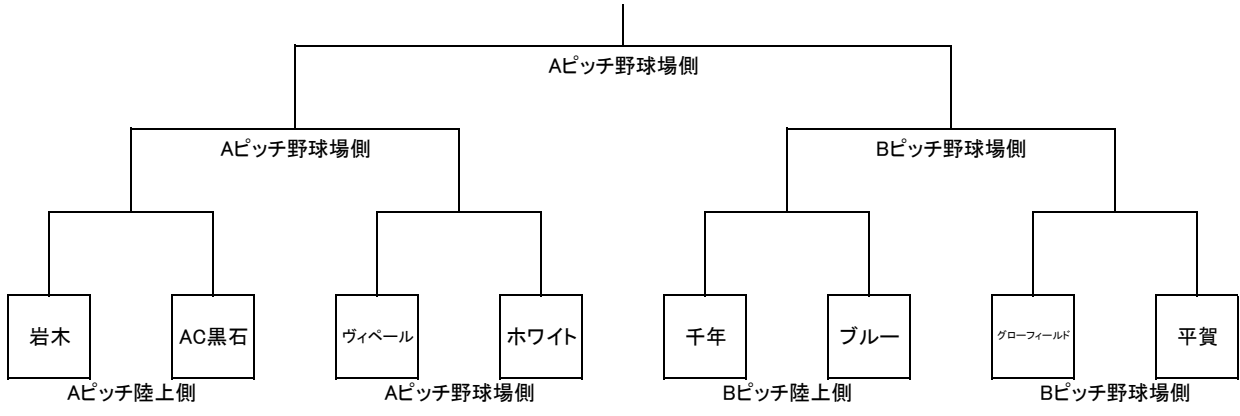 Aピッチ野球場側
Aピッチ野球場側
Bピッチ野球場側
岩木
AC黒石
ヴィペール
ホワイト
千年
ブルー
グローフィールド
平賀
Aピッチ陸上側
Aピッチ野球場側
Bピッチ陸上側
Bピッチ野球場側